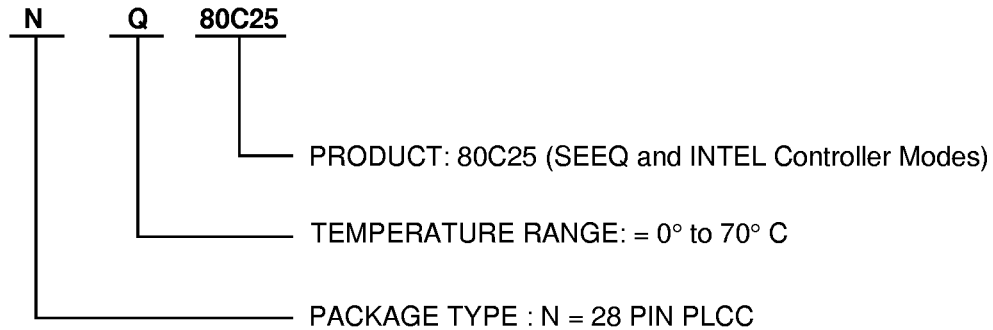 N Q 80C25
PRODUCT: 80C25 (SEEQ and INTEL Controller Modes)
TEMPERATURE RANGE: = 0° to 70° C
PACKAGE TYPE : N = 28 PIN PLCC